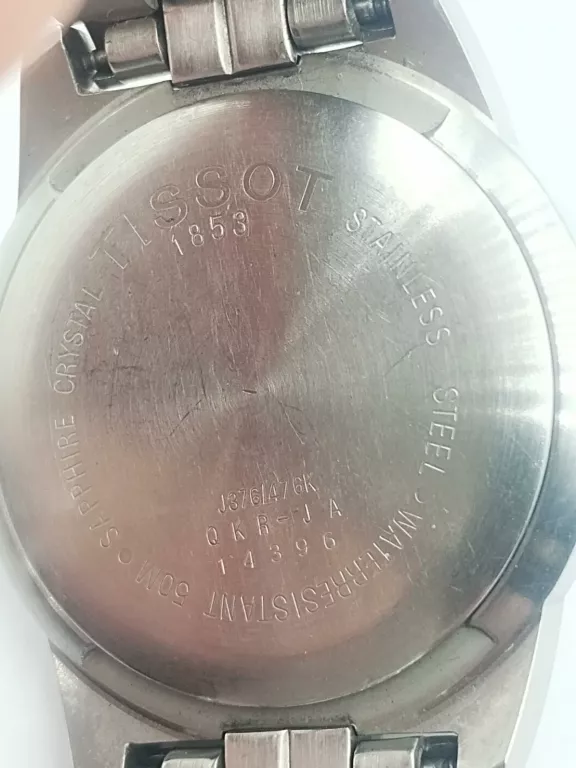 TISSOT
1853
STAINLESS STEEL
WATERRESISTANT 50M
SAPPHIRE CRYSTAL
J376/476K
QKR-JA
14396